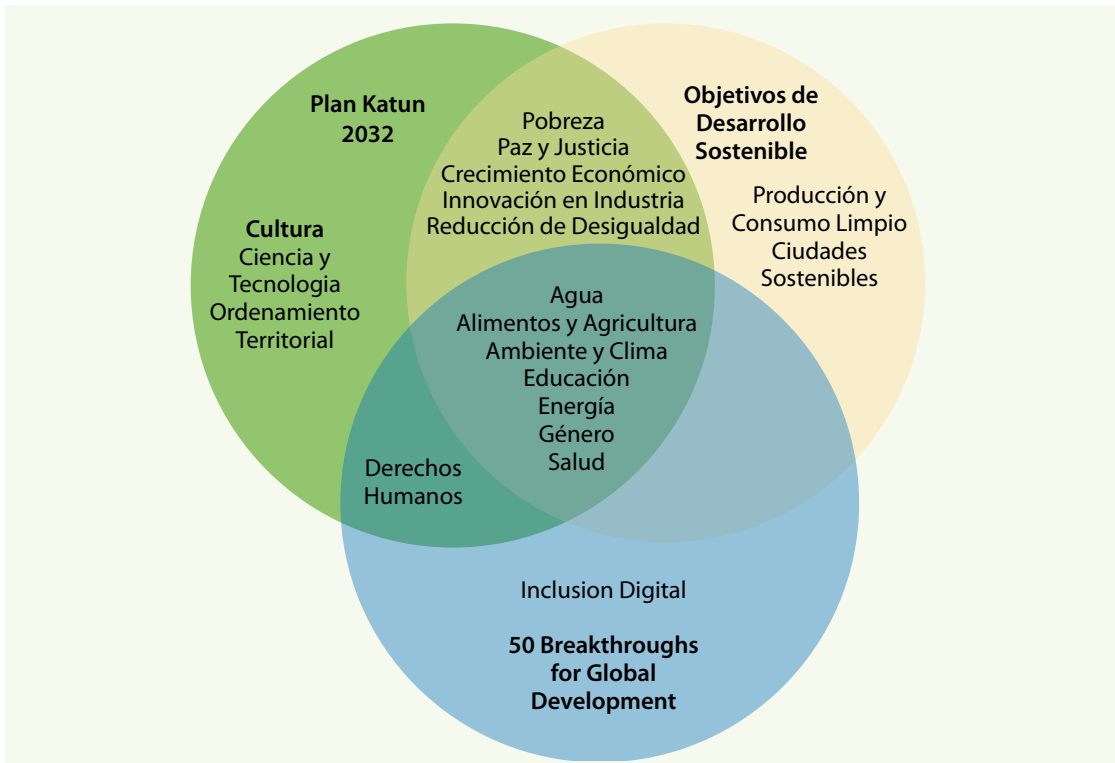 Plan Katun
2032
Cultura
Ciencia y
Tecnologia
Ordenamiento
Territorial
Pobreza
Paz y Justicia
Crecimiento Económico
Innovación en Industria
Reducción de Desigualdad
Objetivos de
Desarrollo
Sostenible
Producción y
Consumo Limpio
Ciudades
Sostenibles
Agua
Alimentos y Agricultura
Ambiente y Clima
Educación
Energía
Género
Salud
Derechos
Humanos
Inclusion Digital
50 Breakthroughs
for Global
Development